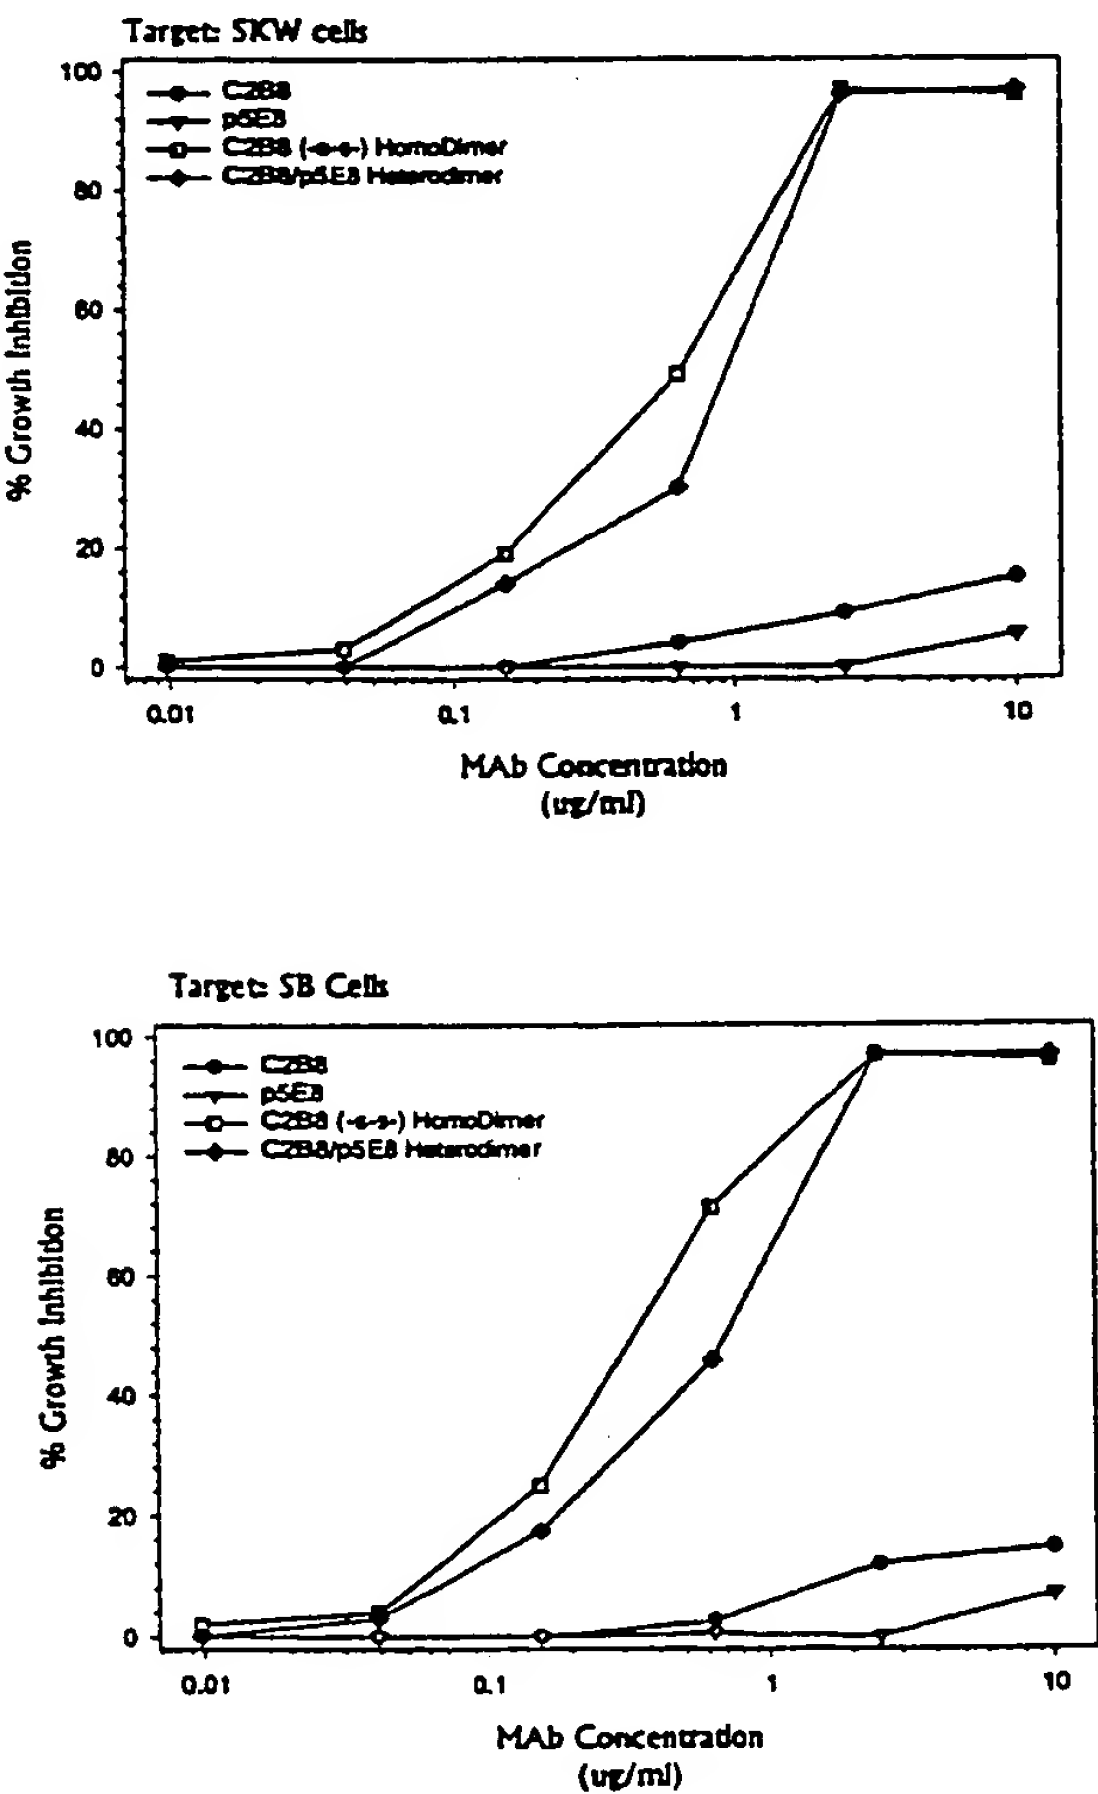 Target: SKW cells
100
C2B8
p5E8
C2B8 (-s-s-) HomoDimer
C2B8/p5E8 Heterodimer
80
60
40
20
0
% Growth Inhibition
0.01
0.1
1
10
MAb Concentration
(ug/ml)
Target: SB Cells
100
C2B8
p5E8
C2B8 (-s-s-) HomoDimer
C2B8/p5E8 Heterodimer
80
60
40
20
0
% Growth Inhibition
0.01
0.1
1
10
MAb Concentration
(ug/ml)